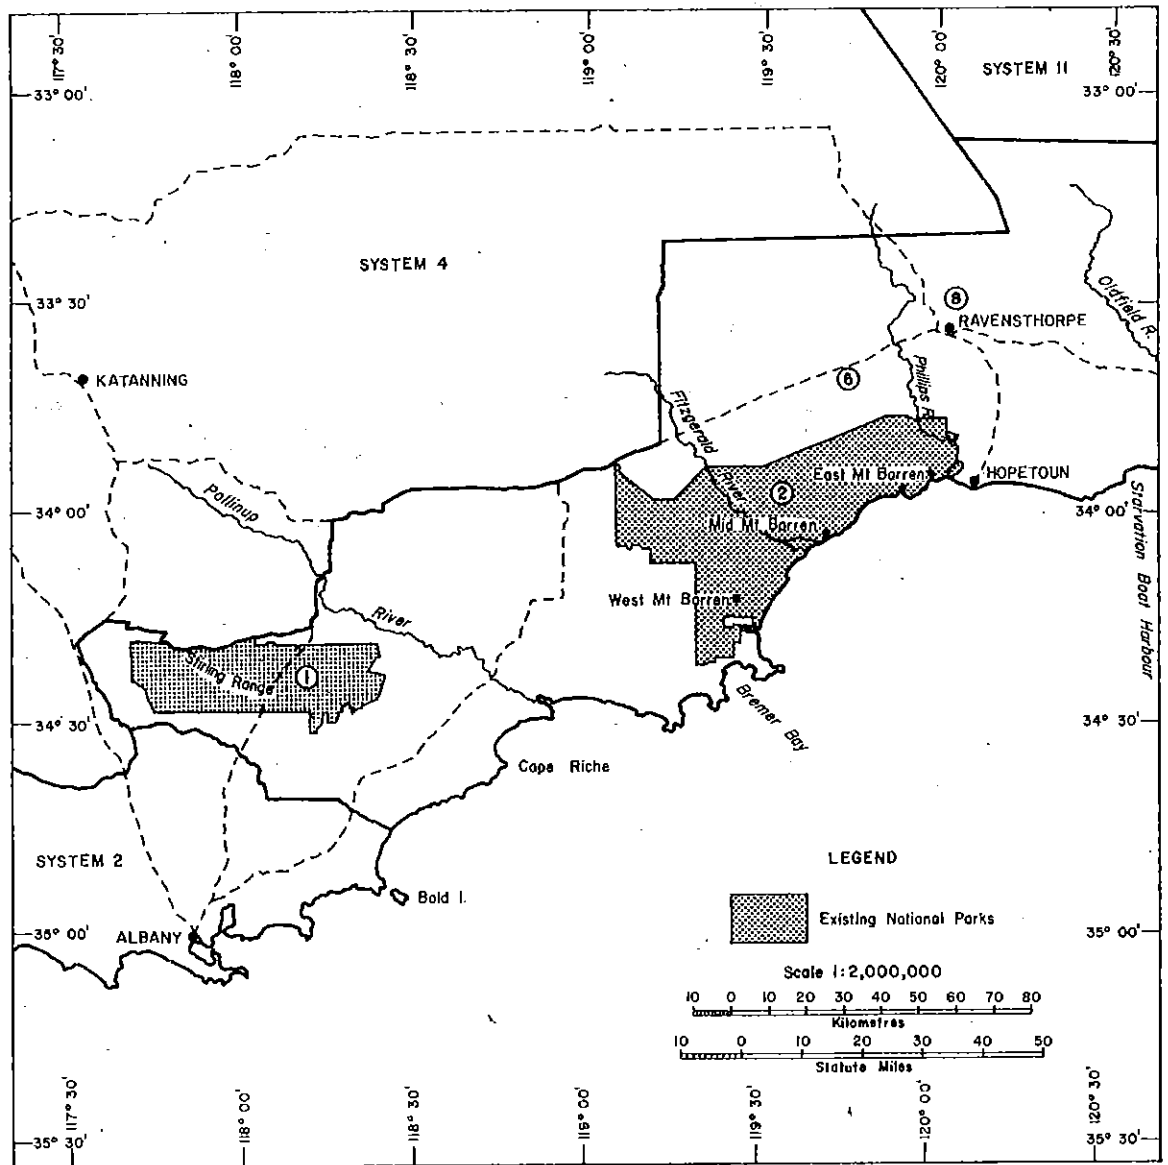 117° 30'
118° 00'
118° 30'
119° 00'
119° 30'
120° 00'
120° 30'
SYSTEM 11
33° 00'
33° 00'
SYSTEM 4
Oldfield R.
33° 30'
8
RAVENSTHORPE
KATANNING
6
Phillips R.
Fitzgerald
River
East Mt Barren
HOPETOUN
2
Pallinup
34° 00'
34° 00'
Mid Mt Barren
Starvation Boat Harbour
West Mt Barren
River
Stirling Range
1
34° 30'
34° 30'
Bremer Bay
Cape Riche
SYSTEM 2
LEGEND
Bald I.
Existing National Parks
35° 00'
ALBANY
35° 00'
Scale 1:2,000,000
10 0 10 20 30 40 50 60 70 80
Kilometres
10 0 10 20 30 40 50
Statute Miles
35° 30'
35° 30'
117° 30'
118° 00'
118° 30'
119° 00'
119° 30'
120° 00'
120° 30'